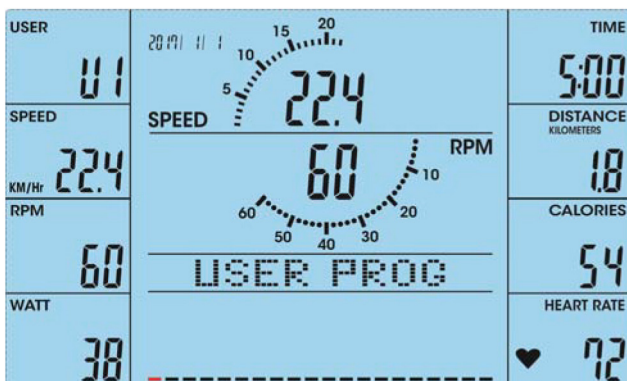 USER
U1
SPEED
KM/Hr 22.4
RPM
60
WATT
38
2017/ 1/ 1
5 10 15 20
SPEED 22.4
60 RPM
10
20
30
40
50
60
USER PROG
TIME
5:00
DISTANCE
KILOMETERS
1.8
CALORIES
54
HEART RATE
72